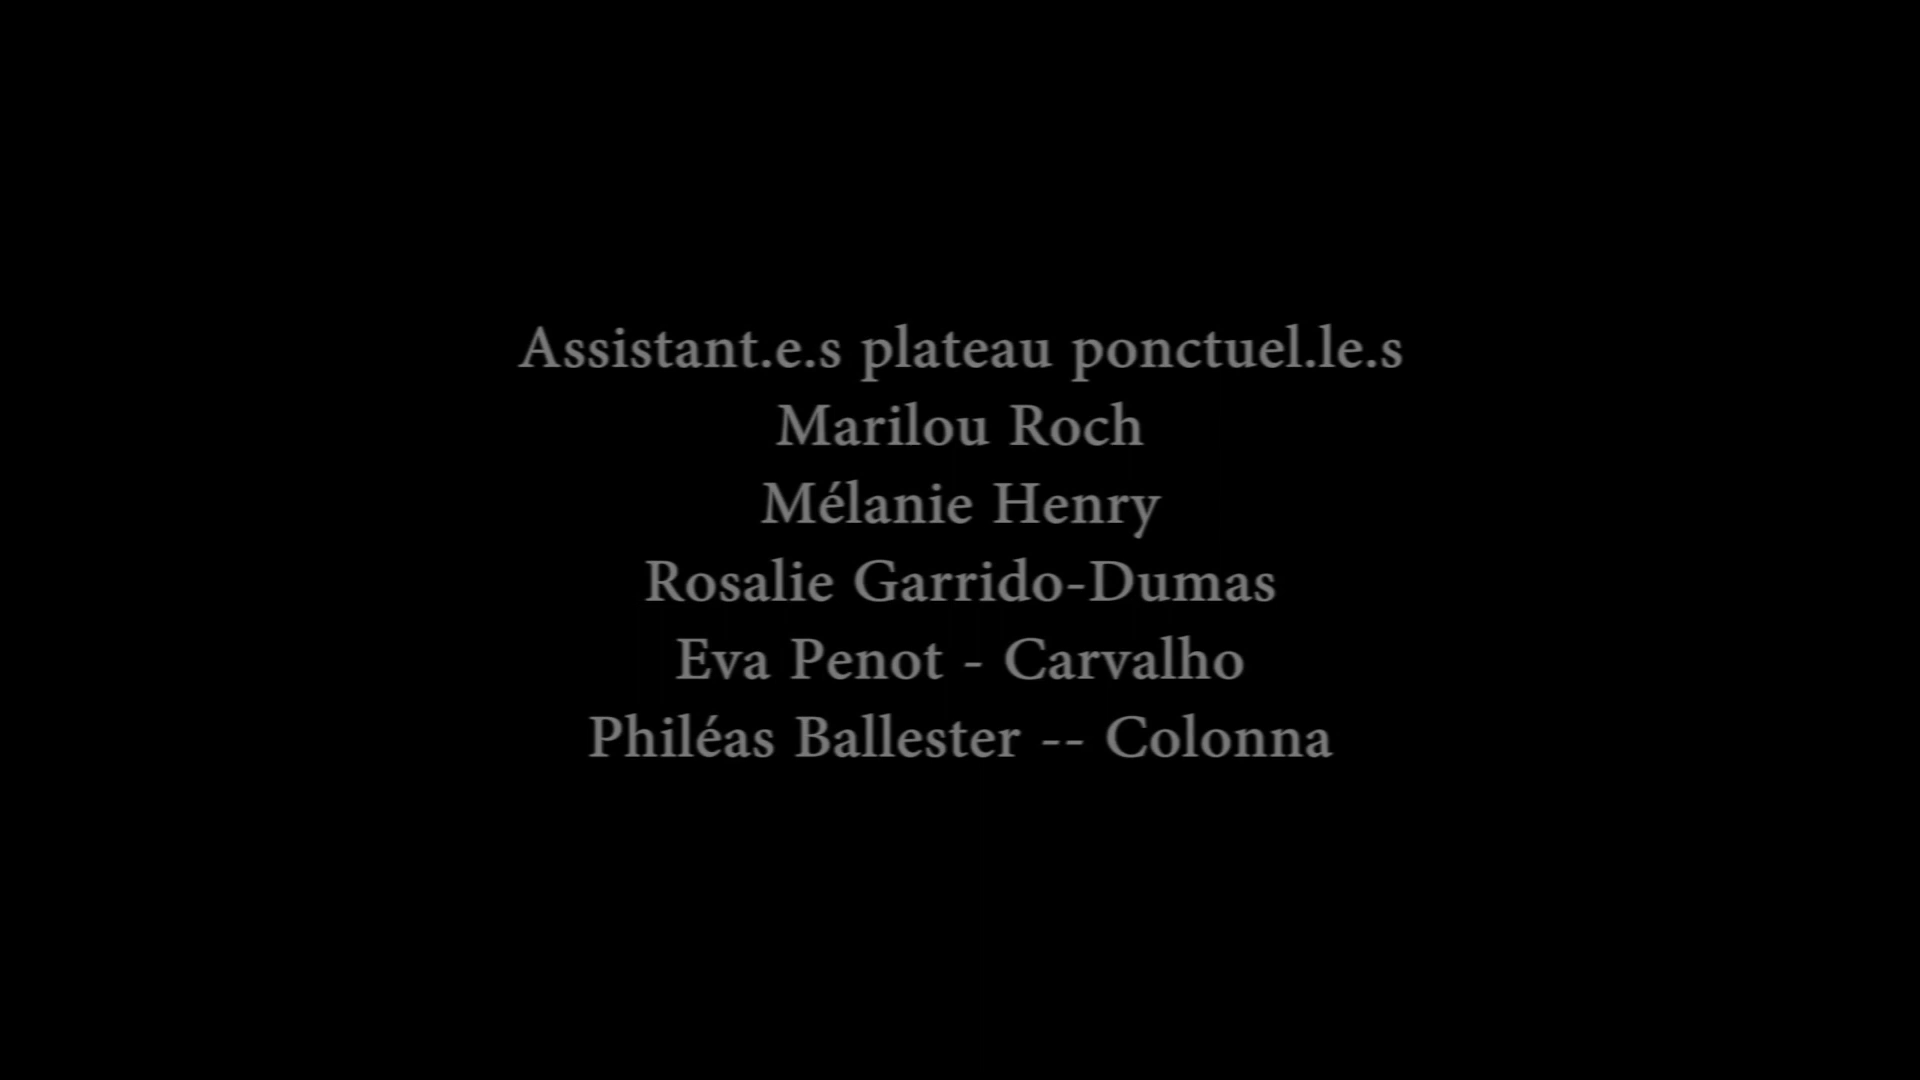 Assistant.e.s plateau ponctuel.le.s
Marilou Roch
Mélanie Henry
Rosalie Garrido-Dumas
Eva Penot - Carvalho
Philéas Ballester -- Colonna